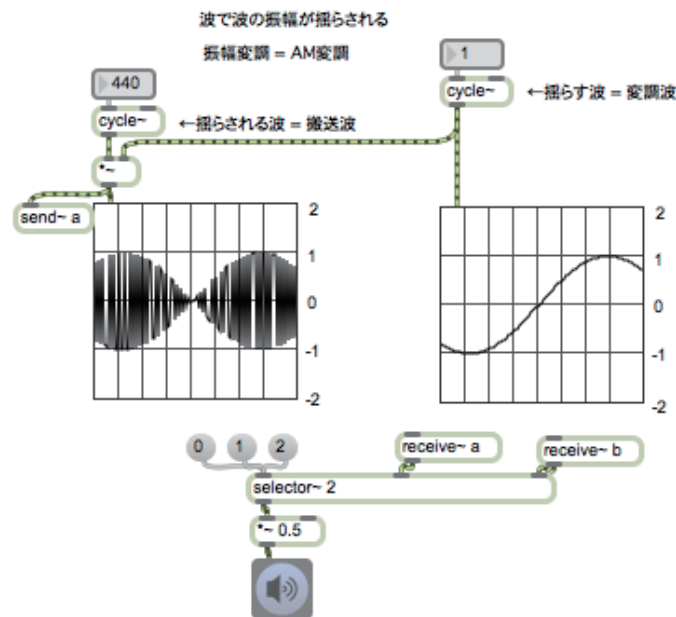 波で波の振幅が揺らされる
振幅変調 = AM変調
440
1
cycle~
←揺らされる波 = 搬送波
cycle~
←揺らす波 = 変調波
*~
send~ a
2
1
0
-1
-2
2
1
0
-1
-2
0
1
2
receive~ a
receive~ b
selector~ 2
*~ 0.5